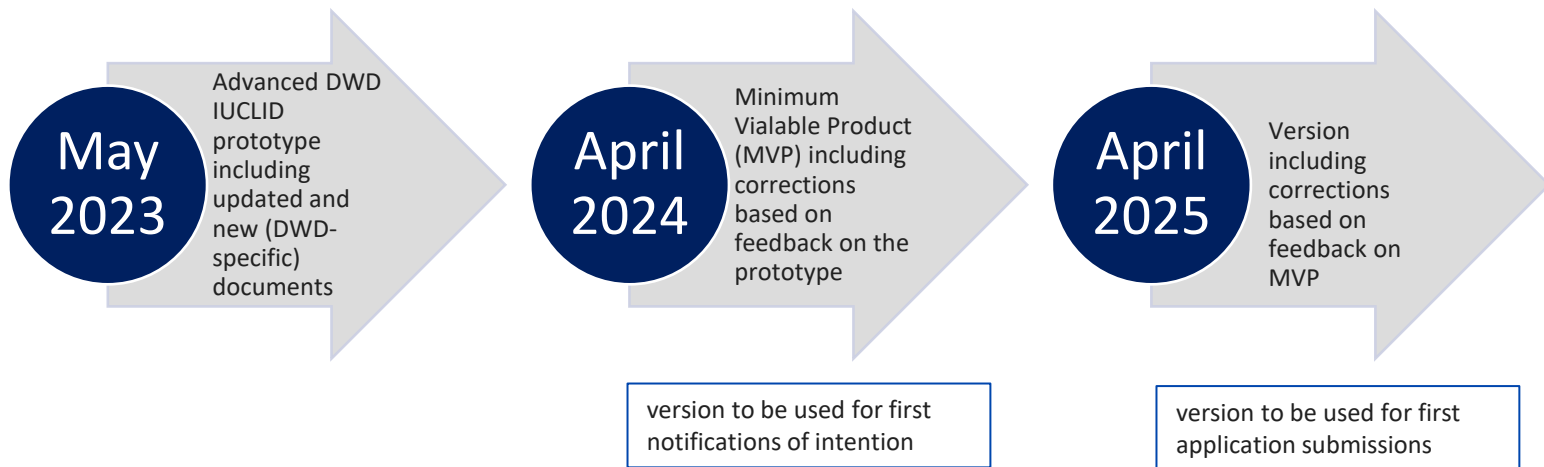 May
2023
Advanced DWD
IUCLID
prototype
including
updated and
new (DWD-
specific)
documents
April
2024
Minimum
Vialable Product
(MVP) including
corrections
based on
feedback on the
prototype
April
2025
Version
including
corrections
based on
feedback on
MVP
version to be used for first
notifications of intention
version to be used for first
application submissions